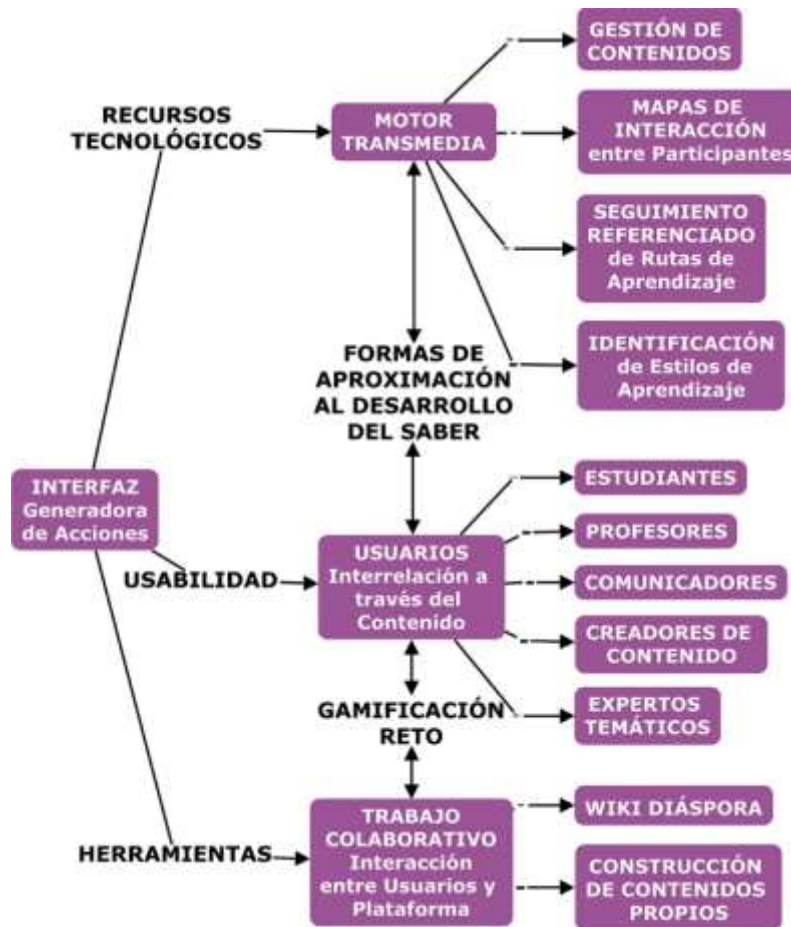 GESTIÓN DE
CONTENIDOS
RECURSOS
TECNOLÓGICOS
MOTOR
TRANSMEDIA
MAPAS DE
INTERACCIÓN
entre Participantes
SEGUIMIENTO
REFERENCIADO
de Rutas de
Aprendizaje
FORMAS DE
APROXIMACIÓN
AL DESARROLLO
DEL SABER
IDENTIFICACIÓN
de Estilos de
Aprendizaje
INTERFAZ
Generadora
de Acciones
USABILIDAD
USUARIOS
Interrelación a
través del
Contenido
ESTUDIANTES
PROFESORES
COMUNICADORES
CREADORES DE
CONTENIDO
EXPERTOS
TEMÁTICOS
GAMIFICACIÓN
RETO
HERRAMIENTAS
TRABAJO
COLABORATIVO
Interacción
entre Usuarios y
Plataforma
WIKI DIÁSPORA
CONSTRUCCIÓN
DE CONTENIDOS
PROPIOS